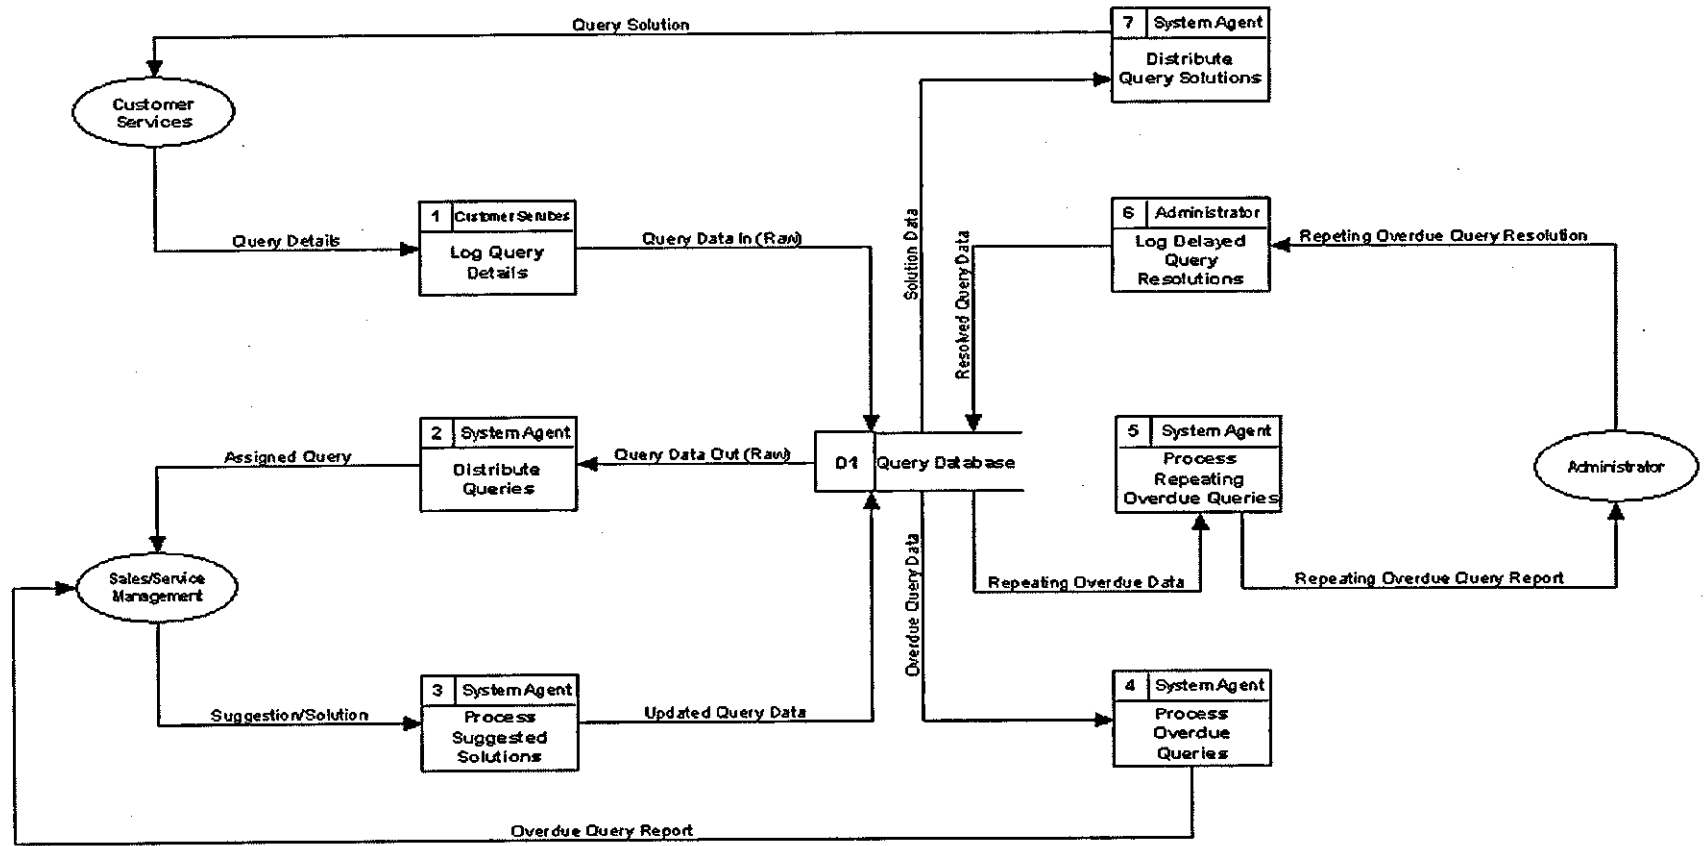 Query Solution
7 System Agent
Distribute
Query Solutions
Customer
Services
1 Customer Services
Log Query
Details
Query Details
Query Data In (Raw)
Solution Data
Resolved Query Data
6 Administrator
Log Delayed
Query
Resolutions
Repeting Overdue Query Resolution
2 System Agent
Distribute
Queries
Assigned Query
Query Data Out (Raw)
D1 Query Database
5 System Agent
Process
Repeating
Overdue Queries
Administrator
Sales/Service
Management
Overdue Query Data
Repeating Overdue Data
Repeating Overdue Query Report
3 System Agent
Process
Suggested
Solutions
Suggestion/Solution
Updated Query Data
4 System Agent
Process
Overdue
Queries
Overdue Query Report